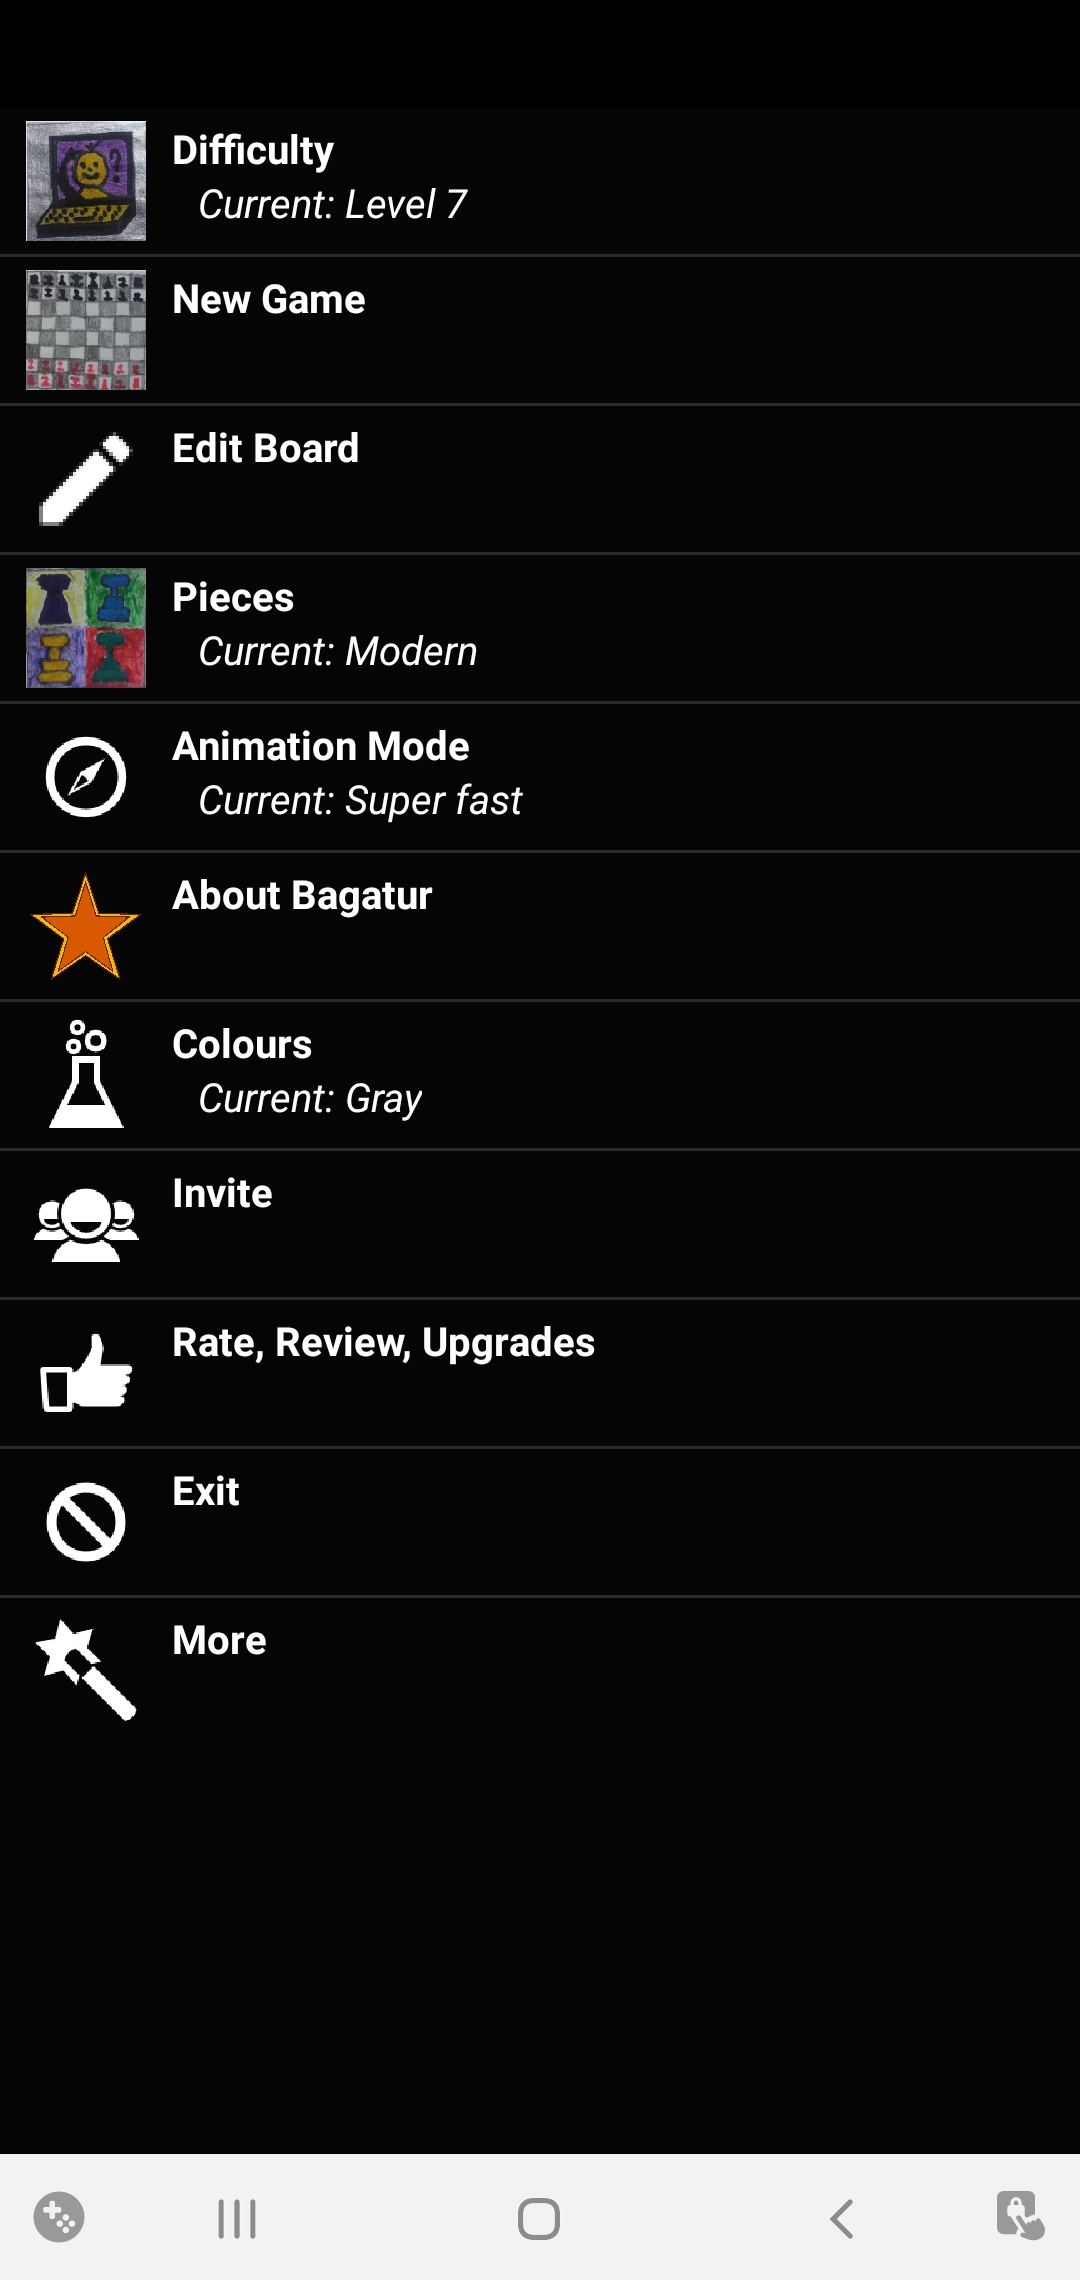 Difficulty
Current: Level 7
New Game
Edit Board
Pieces
Current: Modern
Animation Mode
Current: Super fast
About Bagatur
Colours
Current: Gray
Invite
Rate, Review, Upgrades
Exit
More